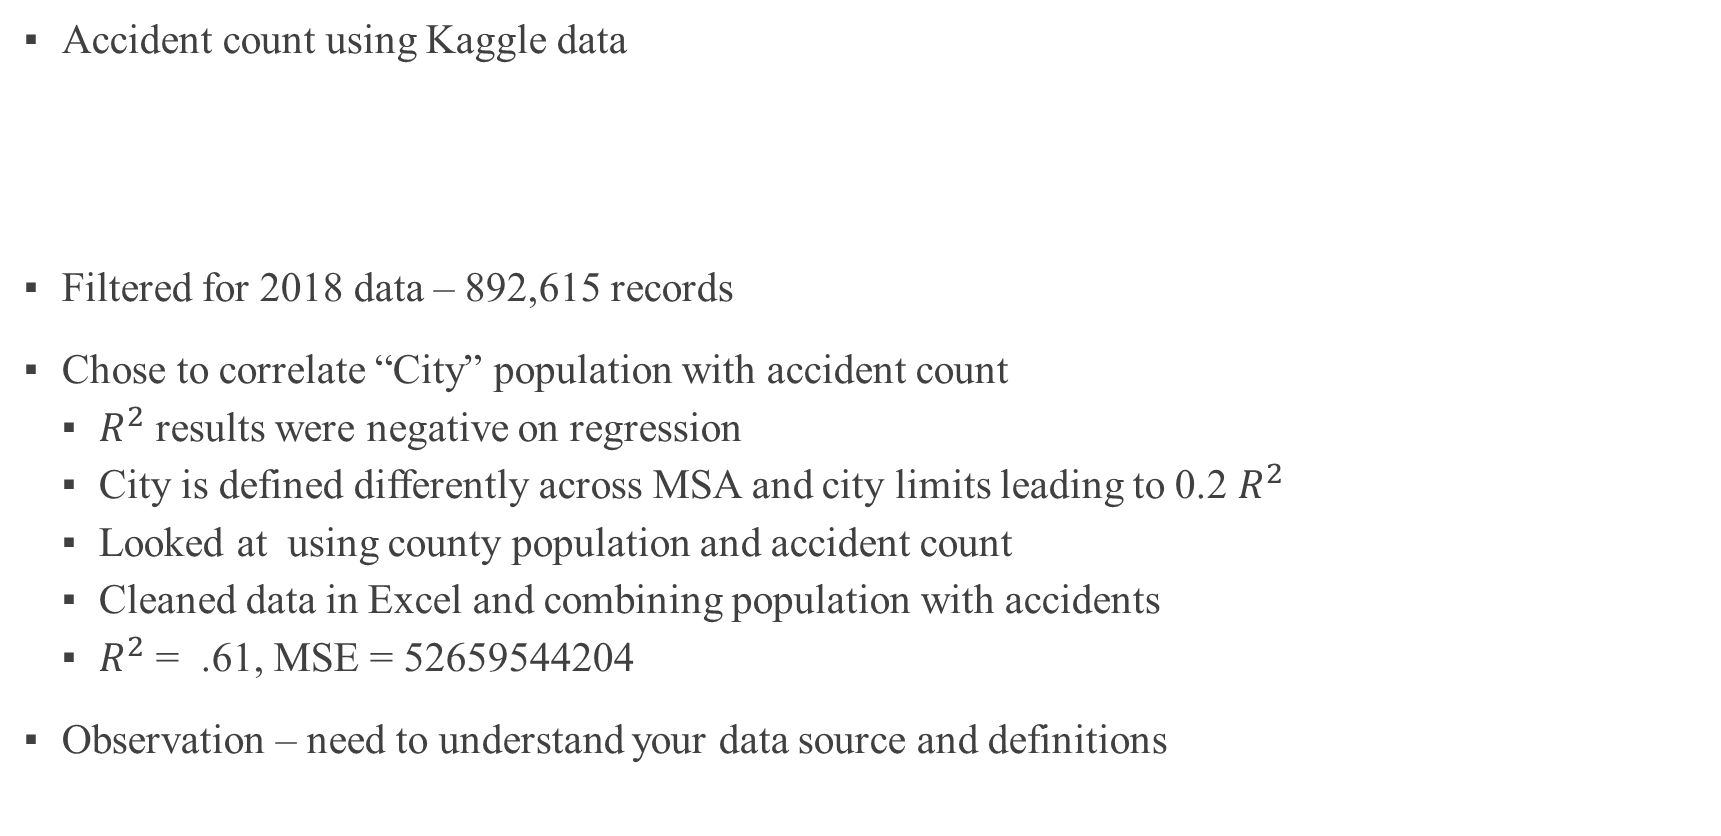 ▪ Accident count using Kaggle data
▪ Filtered for 2018 data – 892,615 records
▪ Chose to correlate “City” population with accident count
▪ R² results were negative on regression
▪ City is defined differently across MSA and city limits leading to 0.2 R²
▪ Looked at  using county population and accident count
▪ Cleaned data in Excel and combining population with accidents
▪ R² =  .61, MSE = 52659544204
▪ Observation – need to understand your data source and definitions